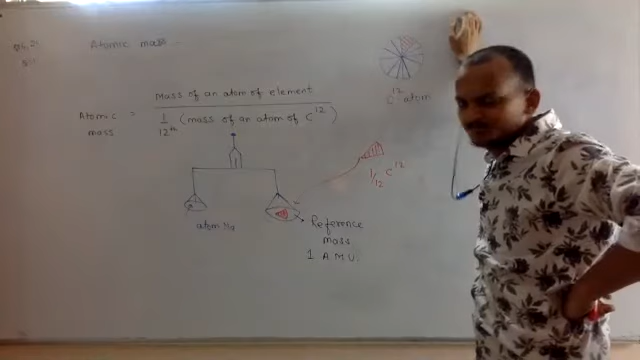 Atomic mass
Atomic mass = Mass of an atom of element
1/12th (mass of an atom of C12)
C12 atom
1/12 C12
atom
Reference
mass
1 A M U.